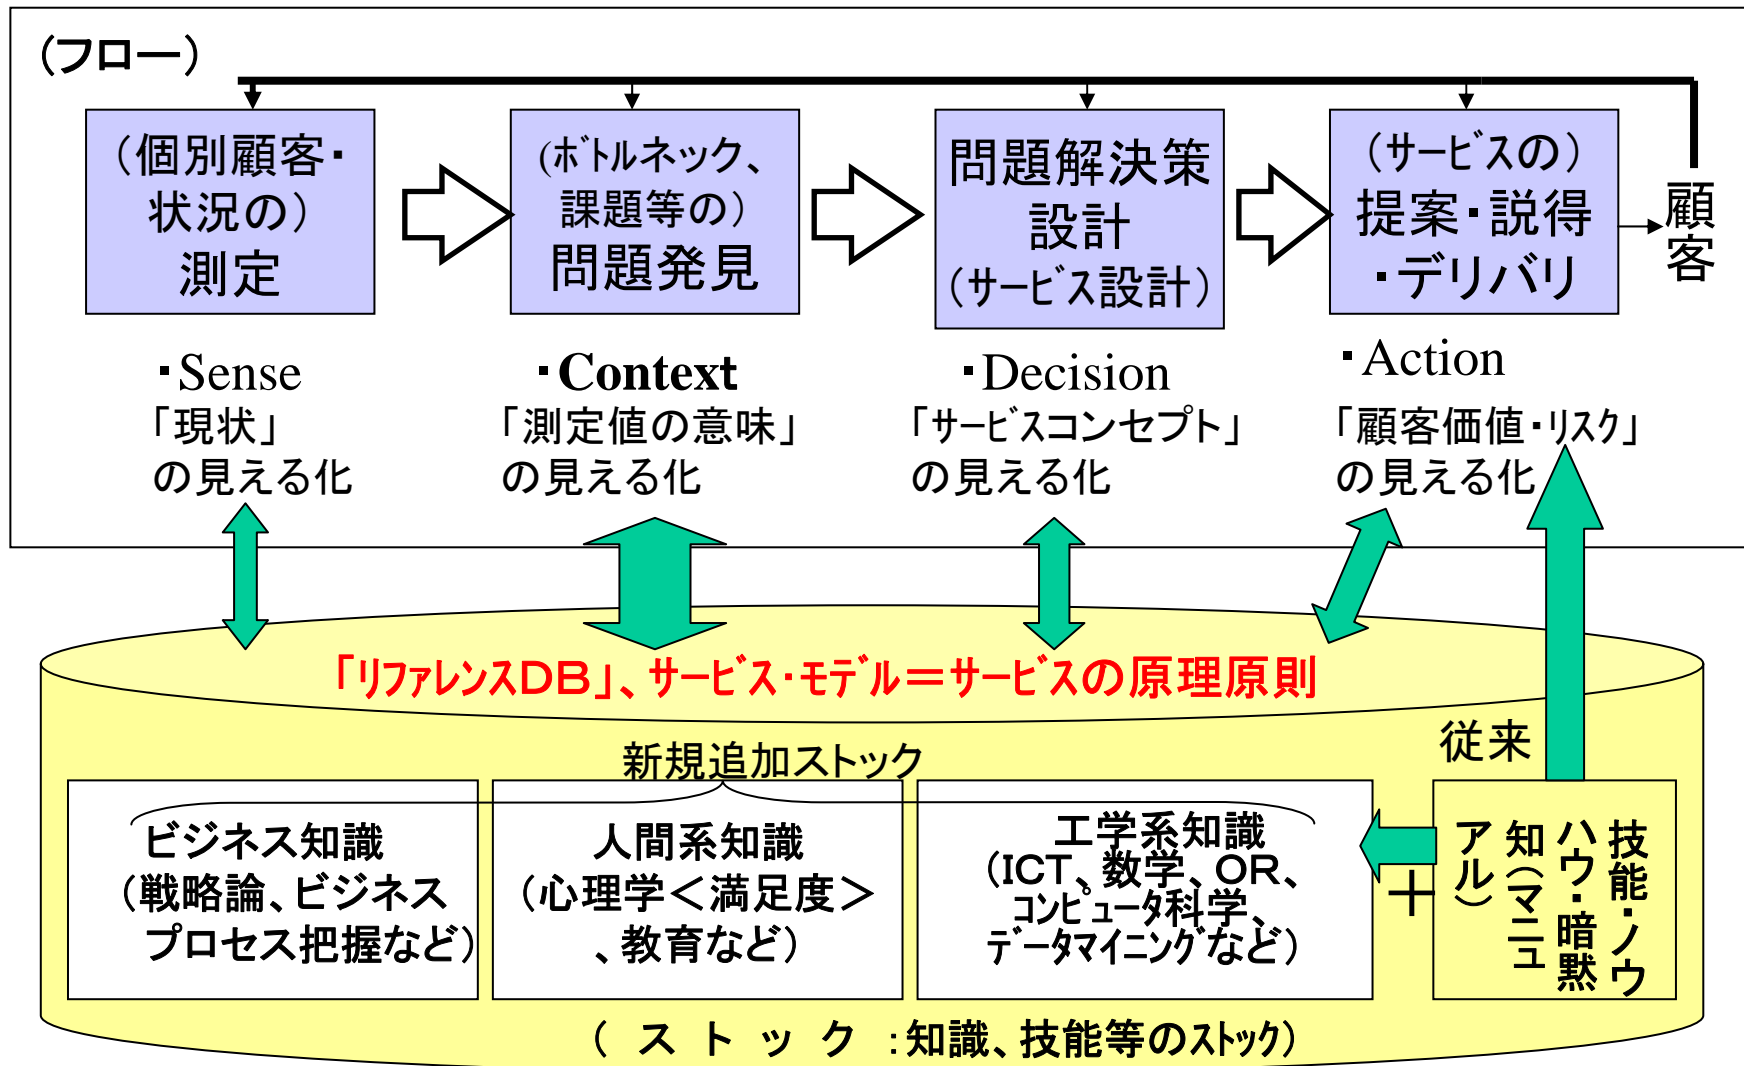 (フロー)
(個別顧客・
状況の)
測定
(ボトルネック、
課題等の)
問題発見
問題解決策
設計
(サービス設計)
(サービスの)
提案・説得
・デリバリ
顧客
・Sense
「現状」
の見える化
・Context
「測定値の意味」
の見える化
・Decision
「サービスコンセプト」
の見える化
・Action
「顧客価値・リスク」
の見える化
「リファレンスDB」、サービス・モデル=サービスの原理原則
新規追加ストック
従来
ビジネス知識
(戦略論、ビジネス
プロセス把握など)
人間系知識
(心理学<満足度>
、教育など)
工学系知識
(ICT、数学、OR、
コンピュータ科学、
データマイニングなど)
+
技能・ノウ
ハウ・暗黙
知(マニュ
アル)
( ストック :知識、技能等のストック)